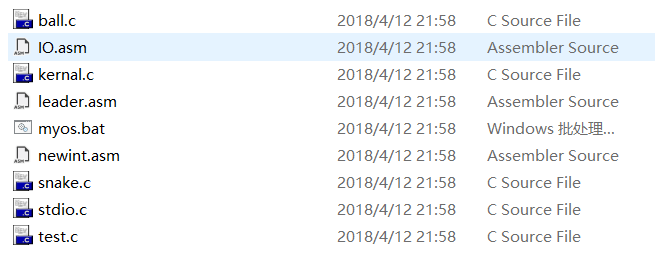 ball.c 2018/4/12 21:58 C Source File
IO.asm 2018/4/12 21:58 Assembler Source
kernal.c 2018/4/12 21:58 C Source File
leader.asm 2018/4/12 21:58 Assembler Source
myos.bat 2018/4/12 21:58 Windows 批处理...
newint.asm 2018/4/12 21:58 Assembler Source
snake.c 2018/4/12 21:58 C Source File
stdio.c 2018/4/12 21:58 C Source File
test.c 2018/4/12 21:58 C Source File